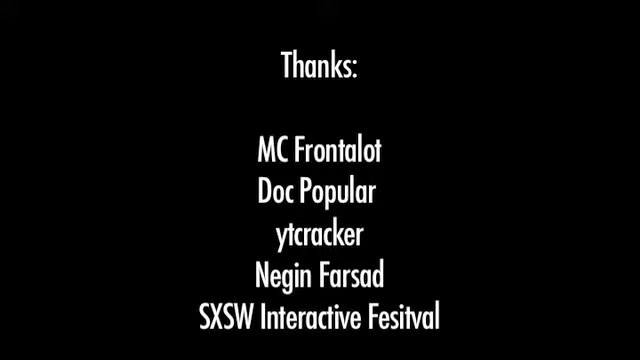 Thanks:
MC Frontalot
Doc Popular
ytcracker
Negin Farsad
SXSW Interactive Fesitval